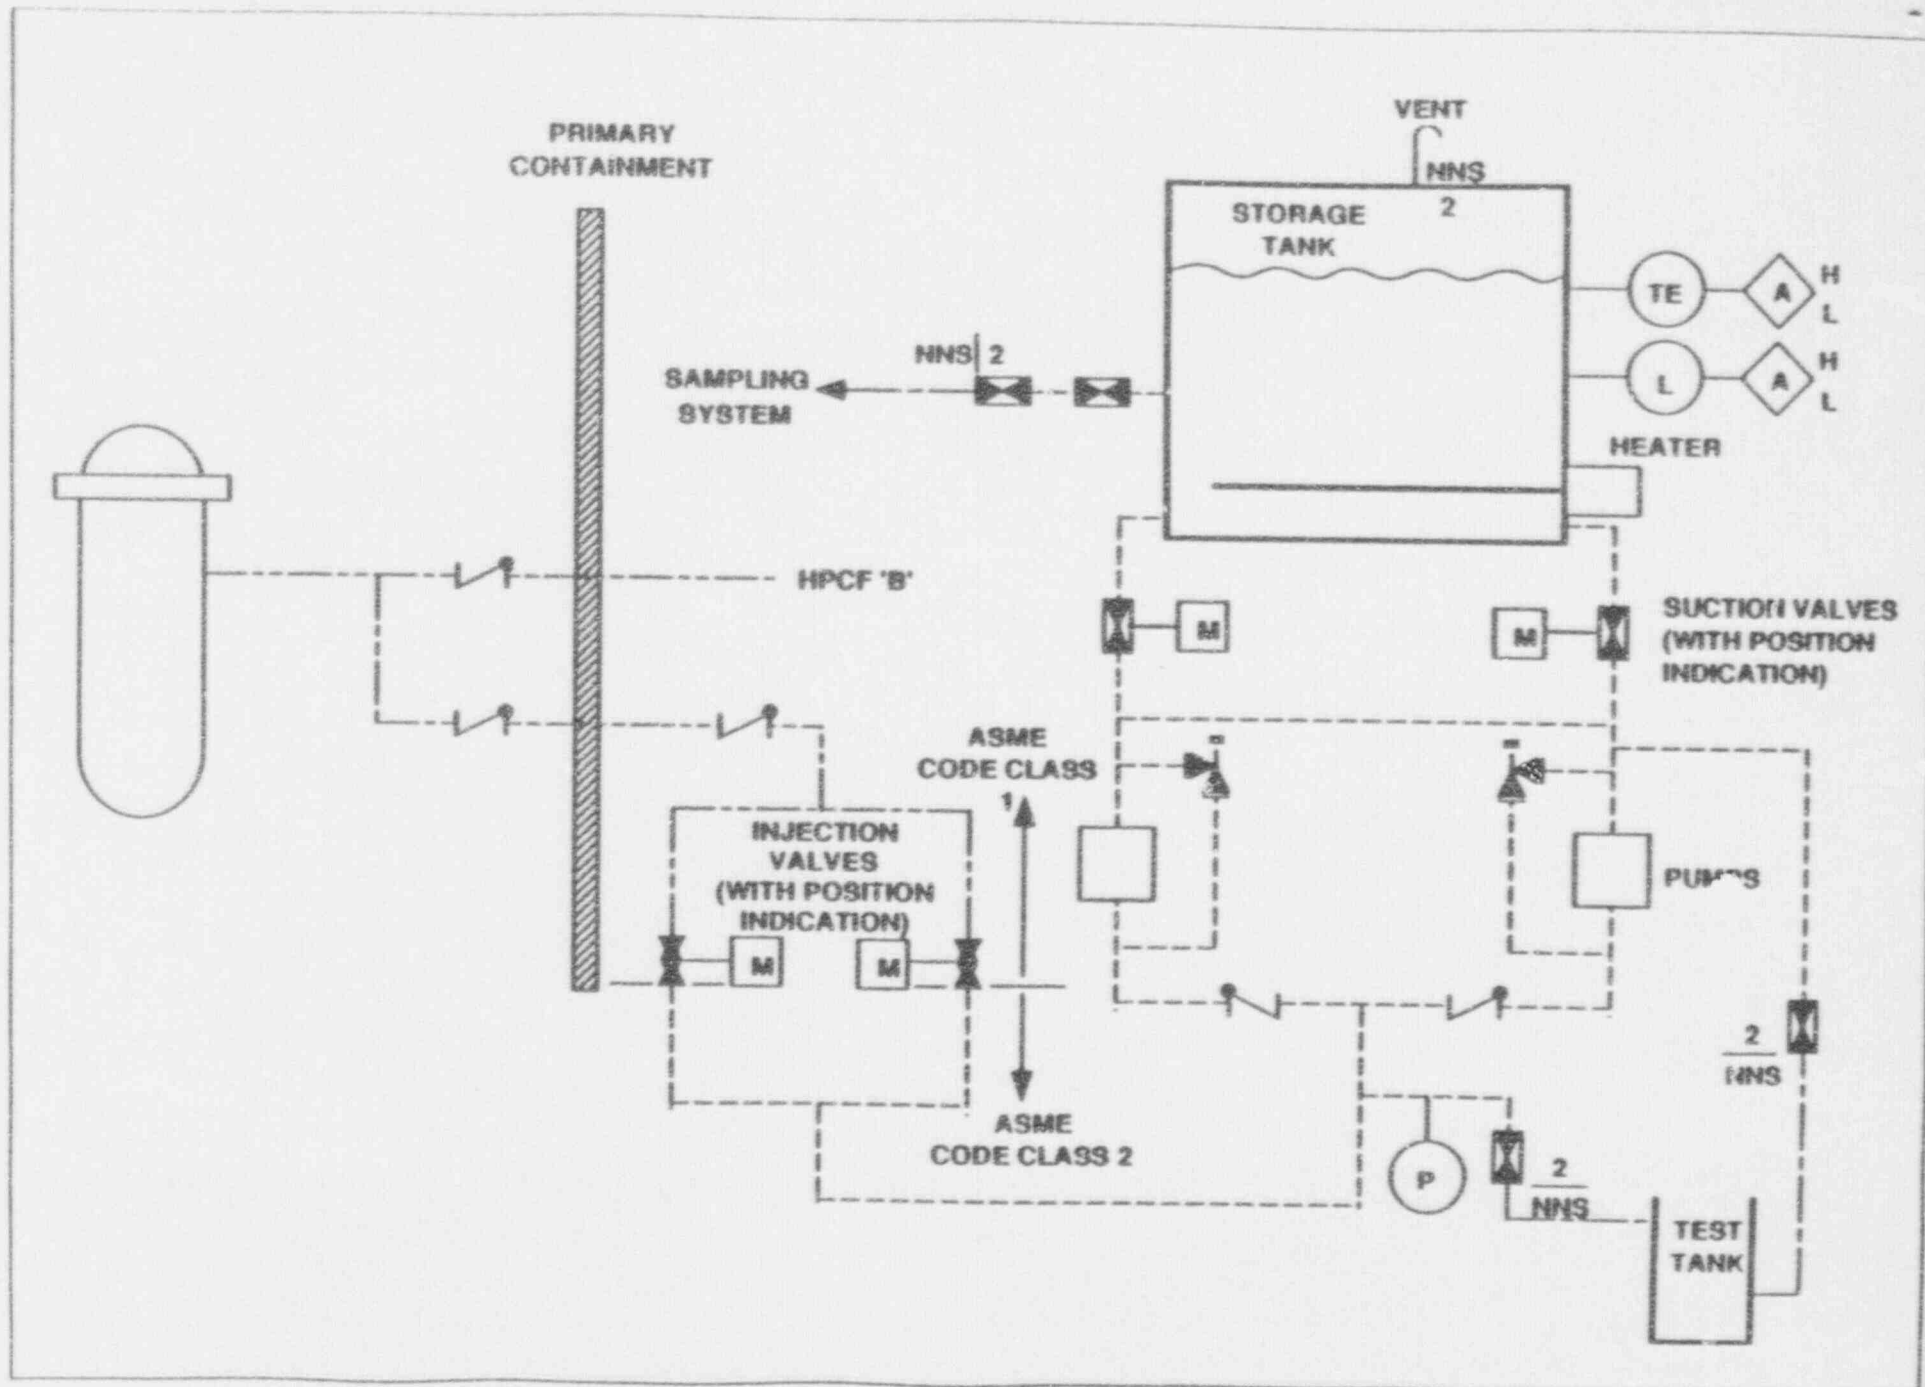 VENT
NNS
2
PRIMARY
CONTAINMENT
STORAGE
TANK
TE
A
H
L
L
A
H
L
NNS 2
SAMPLING
SYSTEM
HEATER
HPCF 'B'
M
M
SUCTION VALVES
(WITH POSITION
INDICATION)
ASME
CODE CLASS
1
INJECTION
VALVES
(WITH POSITION
INDICATION)
M
M
PUMPS
2
NNS
ASME
CODE CLASS 2
P
2
NNS
TEST
TANK